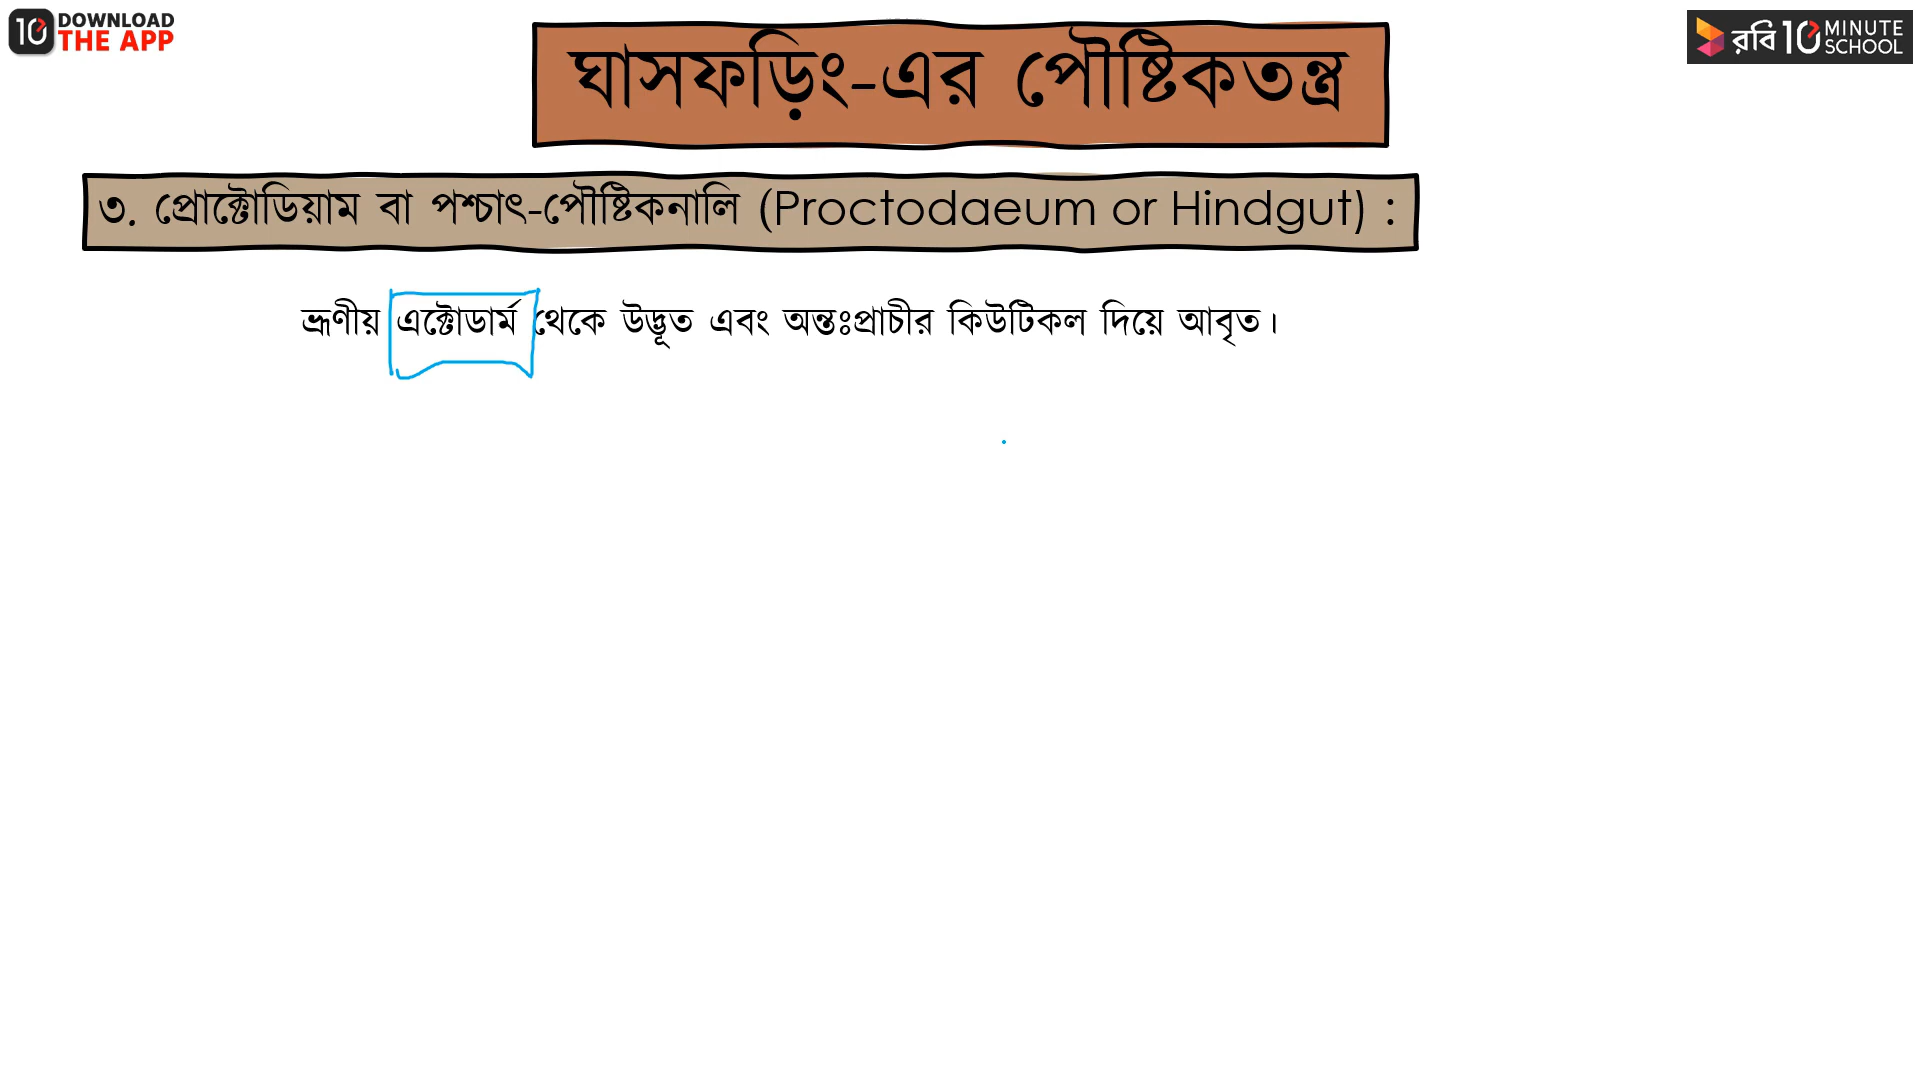 10 DOWNLOAD
THE APP
রবি 10 MINUTE
SCHOOL
ঘাসফড়িং-এর পৌষ্টিকতন্ত্র
৩. প্রোক্টোডিয়াম বা পশ্চাৎ-পৌষ্টিকনালি (Proctodaeum or Hindgut) :
ভ্রূণীয় এক্টোডার্ম থেকে উদ্ভূত এবং অন্তঃপ্রাচীর কিউটিকল দিয়ে আবৃত।